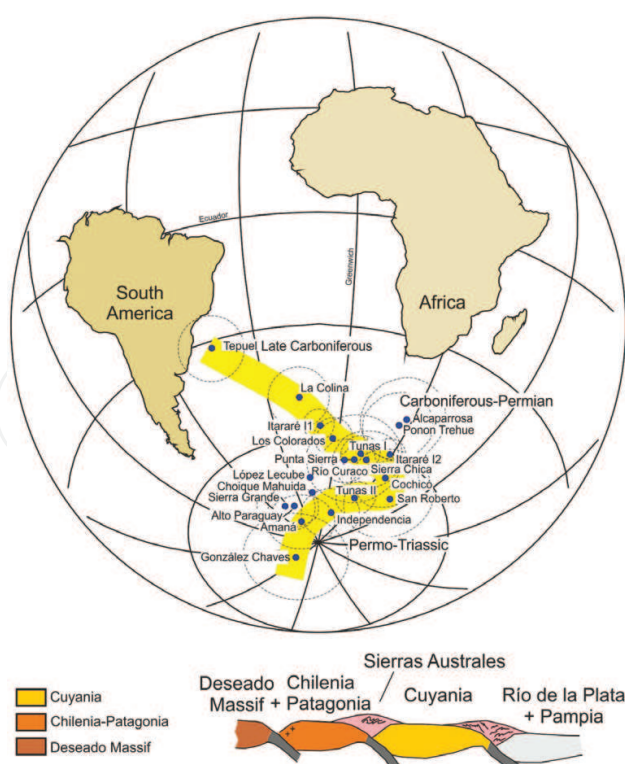 Ecuador
Greenwich
South
America
Africa
Tepuel Late Carboniferous
La Colina
Carboniferous-Permian
Alcaparrosa
Ponon Trehue
Itararé I1
Los Colorados
Tunas I
Punta Sierra
Itararé I2
Río Curaco
Sierra Chica
López Lecube
Cochicó
Choique Mahuida
Tunas II
Sierra Grande
San Roberto
Alto Paraguay
Independencia
Amaná
Permo-Triassic
González Chaves
Sierras Australes
Cuyania
Chilenia-Patagonia
Deseado Massif
Deseado
Massif +
Chilenia
Patagonia
Cuyania
Río de la Plata
+ Pampia